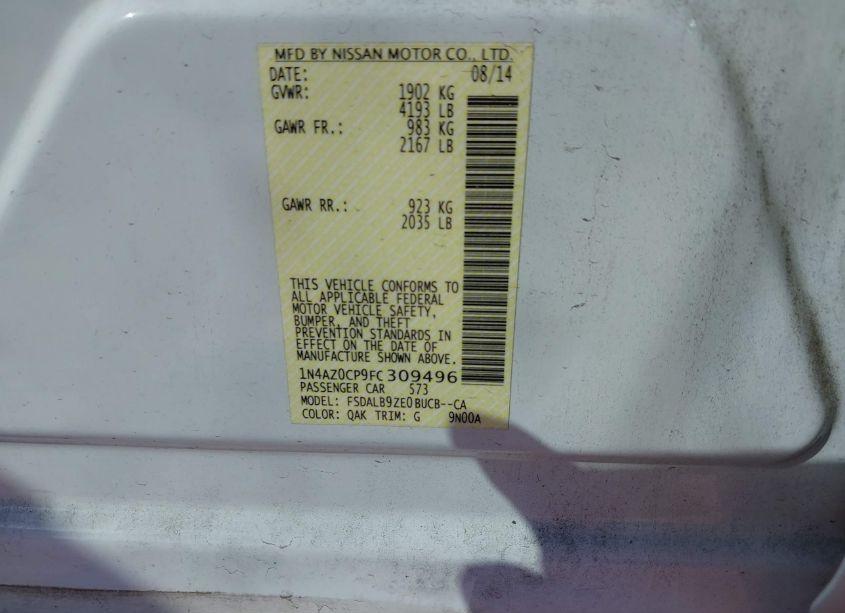 MFD BY NISSAN MOTOR CO., LTD.
DATE: 08/14
GVWR: 1902 KG
4193 LB
GAWR FR.: 983 KG
2167 LB
GAWR RR.: 923 KG
2035 LB
THIS VEHICLE CONFORMS TO
ALL APPLICABLE FEDERAL
MOTOR VEHICLE SAFETY,
BUMPER, AND THEFT
PREVENTION STANDARDS IN
EFFECT ON THE DATE OF
MANUFACTURE SHOWN ABOVE.
1N4AZ0CP9FC309496
PASSENGER CAR S73
MODEL: FSDALB9ZE0BUCB--CA
COLOR: QAK TRIM: G 9N00A